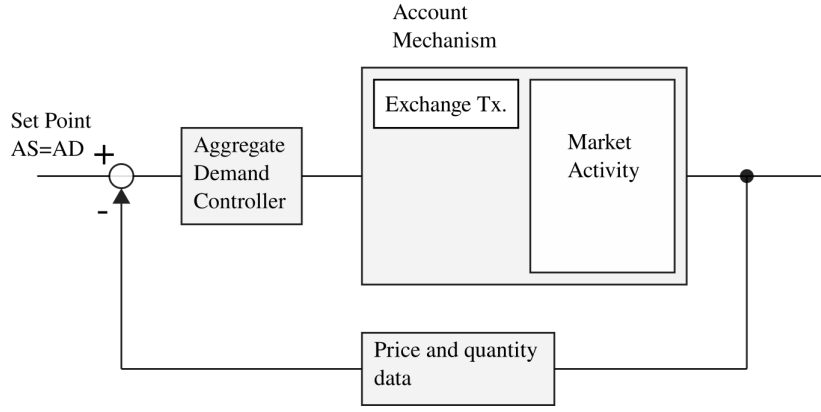 Account
Mechanism
Exchange Tx.
Set Point
AS=AD
+
-
Aggregate
Demand
Controller
Market
Activity
Price and quantity
data